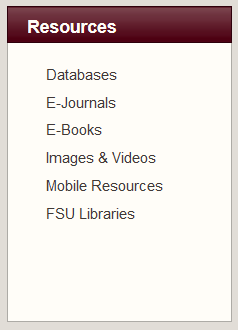 Resources
Databases
E-Journals
E-Books
Images & Videos
Mobile Resources
FSU Libraries